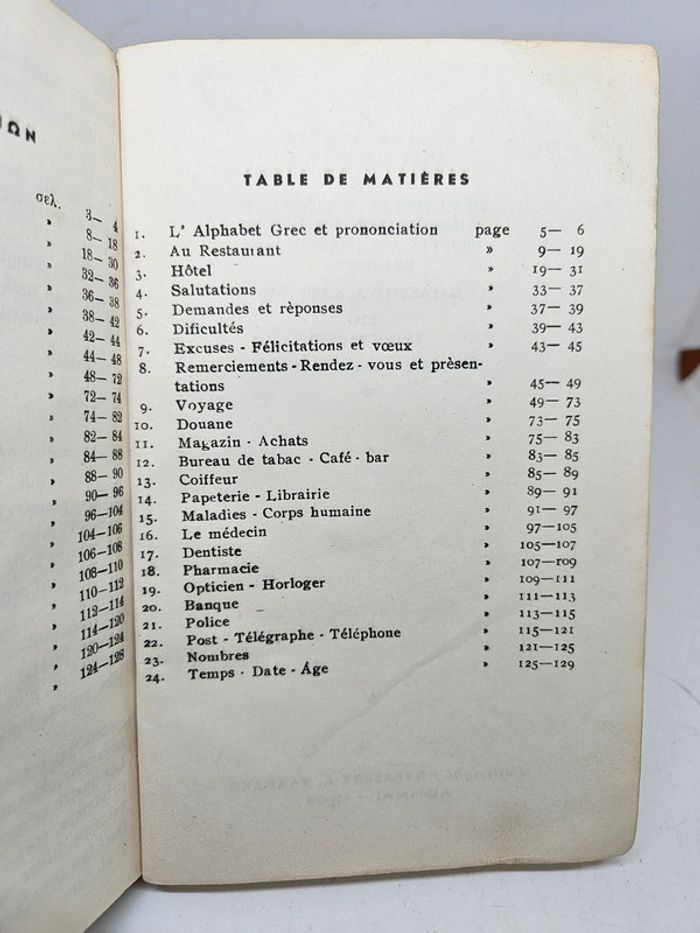 ΙΩΝ
σελ. 3— 4
» 8— 18
» 18— 30
» 32— 36
» 36— 38
» 38— 42
» 42— 44
» 44— 48
» 48— 72
» 72— 74
» 74— 82
» 82— 84
» 84— 88
» 88— 90
» 90— 96
» 96—104
» 104—106
» 106—108
» 108—110
» 110—112
» 112—114
» 114—120
» 120—124
» 124—128
TABLE DE MATIÈRES
1. L' Alphabet Grec et prononciation page 5— 6
2. Au Restaurant » 9— 19
3. Hôtel » 19— 31
4. Salutations » 33— 37
5. Demandes et rèponses » 37— 39
6. Dificultés » 39— 43
7. Excuses - Félicitations et vœux » 43— 45
8. Remerciements - Rendez - vous et prèsen-
tations » 45— 49
9. Voyage » 49— 73
10. Douane » 73— 75
11. Magazin - Achats » 75— 83
12. Bureau de tabac - Café - bar » 83— 85
13. Coiffeur » 85— 89
14. Papeterie - Librairie » 89— 91
15. Maladies - Corps humaine » 91— 97
16. Le médecin » 97—105
17. Dentiste » 105—107
18. Pharmacie » 107—109
19. Opticien - Horloger » 109—111
20. Banque » 111—113
21. Police » 113—115
22. Post - Télégraphe - Téléphone » 115—121
23. Nombres » 121—125
24. Temps - Date - Âge » 125—129